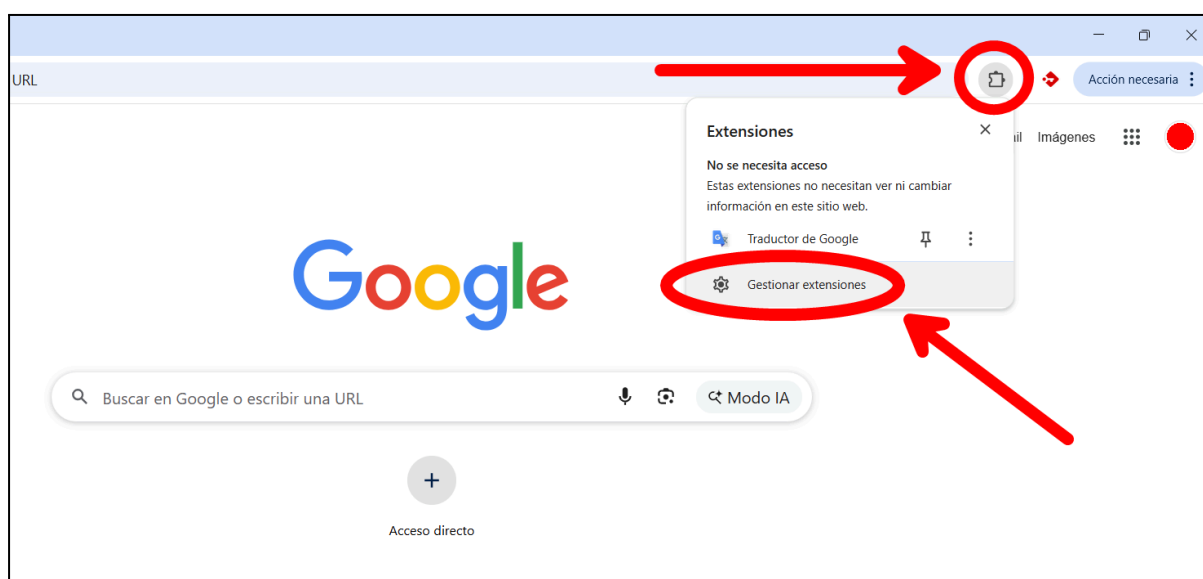 URL
Acción necesaria
Extensiones
il Imágenes
No se necesita acceso
Estas extensiones no necesitan ver ni cambiar
información en este sitio web.
Traductor de Google
Gestionar extensiones
Google
Buscar en Google o escribir una URL
Modo IA
Acceso directo